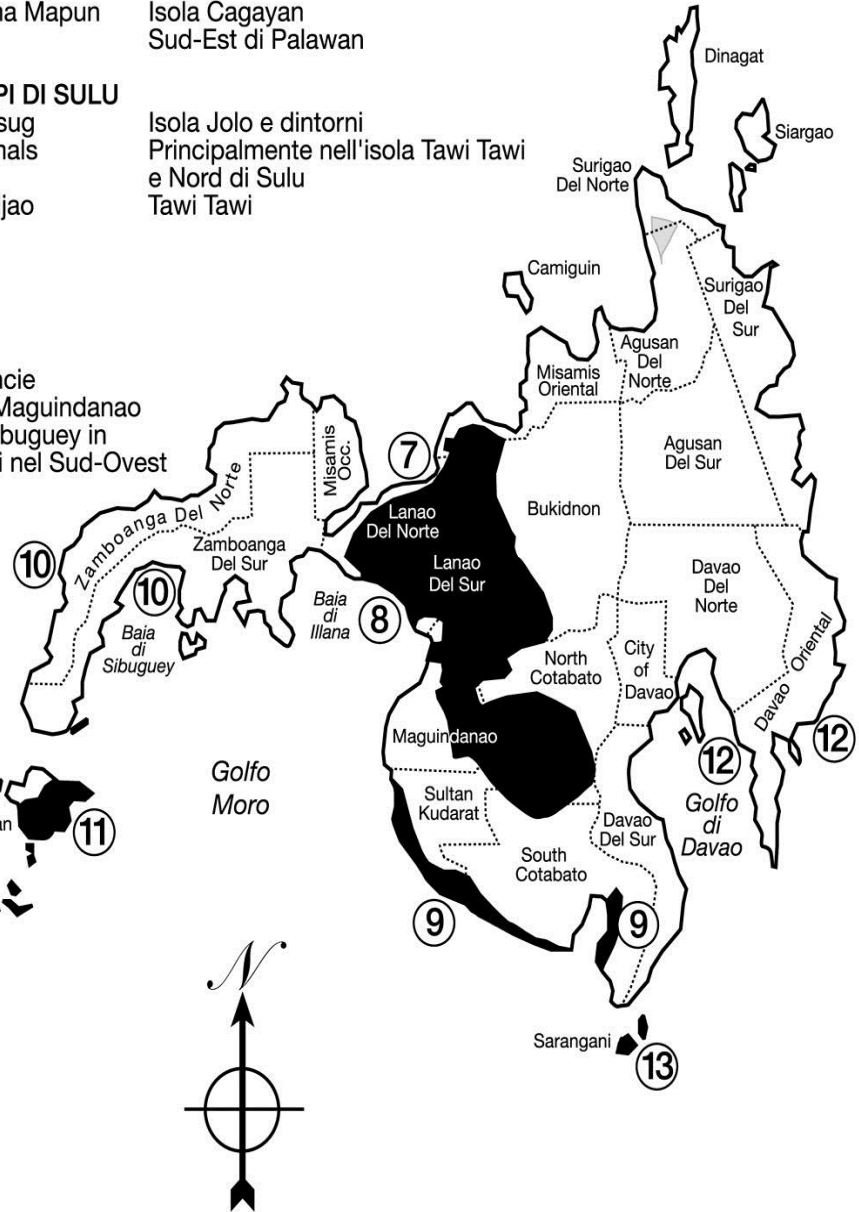 na Mapun Isola Cagayan
Sud-Est di Palawan
PI DI SULU
sug Isola Jolo e dintorni
nals Principalmente nell'isola Tawi Tawi
e Nord di Sulu
jao Tawi Tawi
ncie
Maguindanao
ibuguey in
i nel Sud-Ovest
Dinagat
Siargao
Surigao
Del Norte
Camiguin
Surigao
Del
Sur
Agusan
Del
Norte
Misamis
Oriental
Misamis
Occ.
7
Agusan
Del Sur
Zamboanga Del Norte
Lanao
Del Norte
Bukidnon
Zamboanga
Del Sur
Lanao
Del Sur
10
10
Davao
Del
Norte
Baia
di
Illana
8
Baia
di
Sibuguey
North
Cotabato
City
of
Davao
Davao Oriental
Maguindanao
12
12
Golfo
Moro
Sultan
Kudarat
Golfo
di
Davao
an
11
Davao
Del Sur
South
Cotabato
9
9
N
Sarangani
13